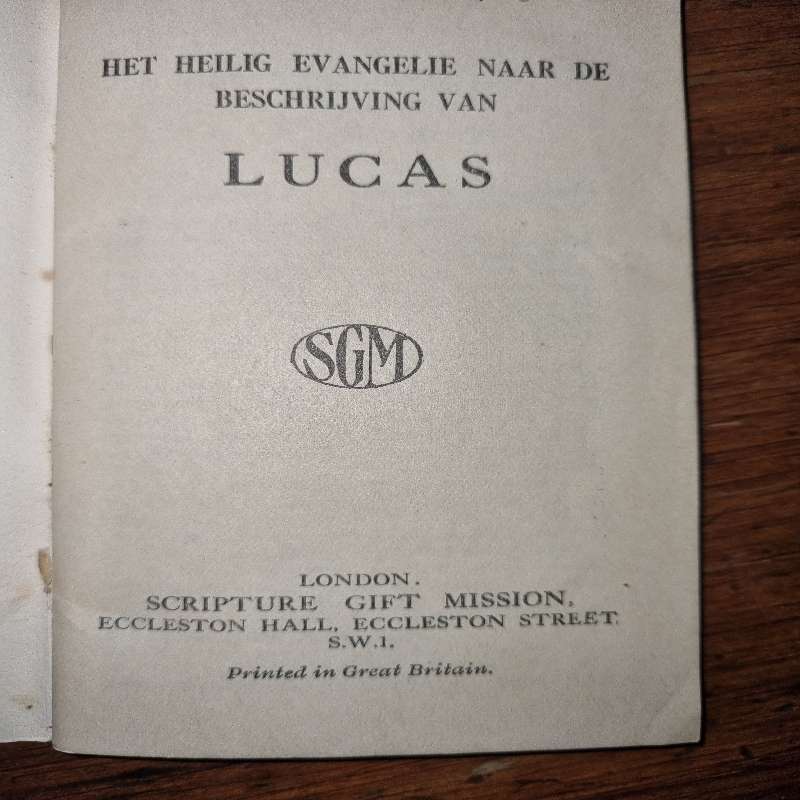 HET HEILIG EVANGELIE NAAR DE
BESCHRIJVING VAN
LUCAS
SGM
LONDON.
SCRIPTURE GIFT MISSION,
ECCLESTON HALL, ECCLESTON STREET,
S.W.1.
Printed in Great Britain.